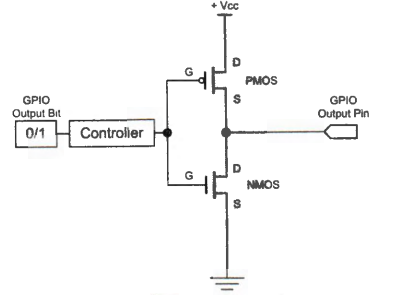 + Vcc
D
G
PMOS
S
GPIO
Output Bit
GPIO
Output Pin
0/1
Controller
D
G
NMOS
S